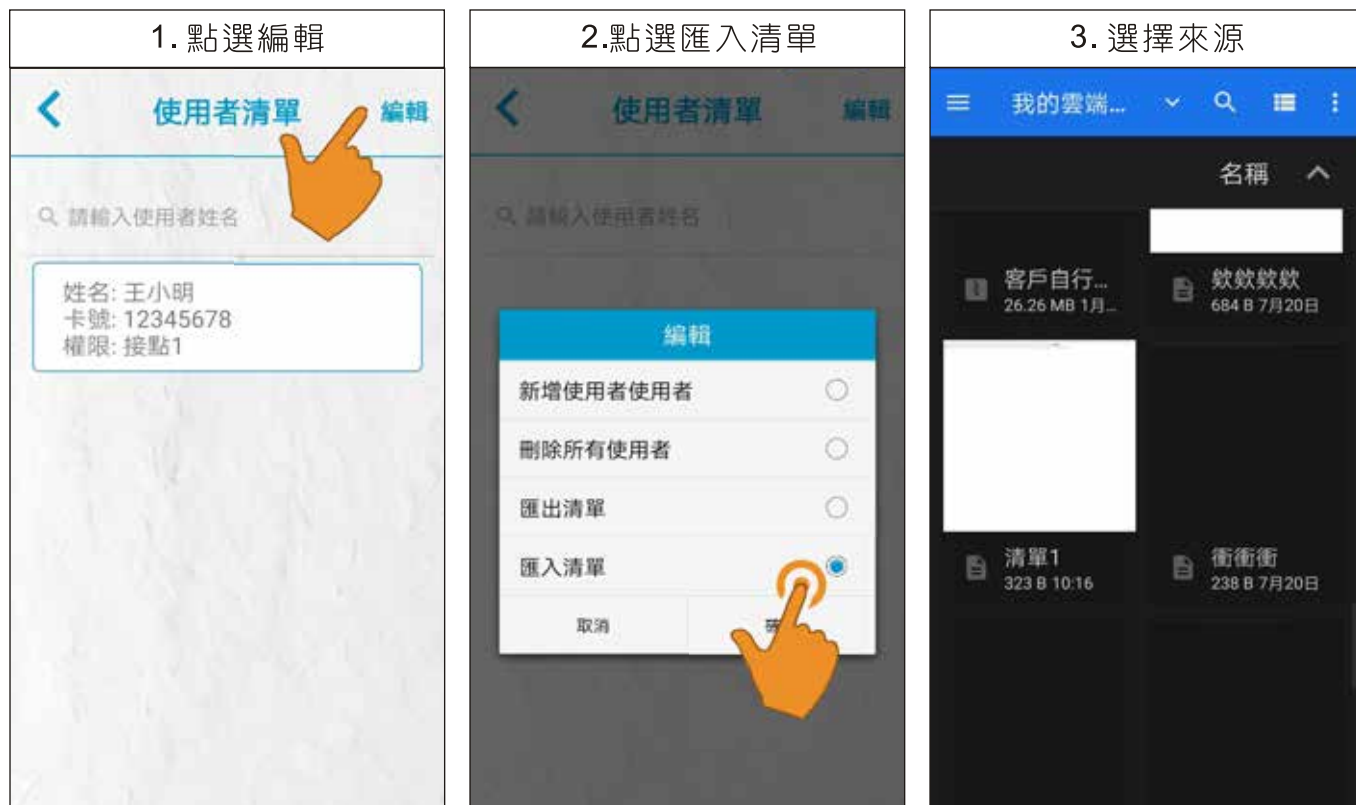 1. 點選編輯
使用者清單 編輯
請輸入使用者姓名
姓名: 王小明
卡號: 12345678
權限: 接點1
2.點選匯入清單
使用者清單 編輯
請輸入使用者姓名
編輯
新增使用者使用者
刪除所有使用者
匯出清單
匯入清單
取消
3. 選擇來源
我的雲端...
名稱
客戶自行...
26.26 MB 1月...
欸欸欸欸
684 B 7月20日
清單1
323 B 10:16
衝衝衝
238 B 7月20日